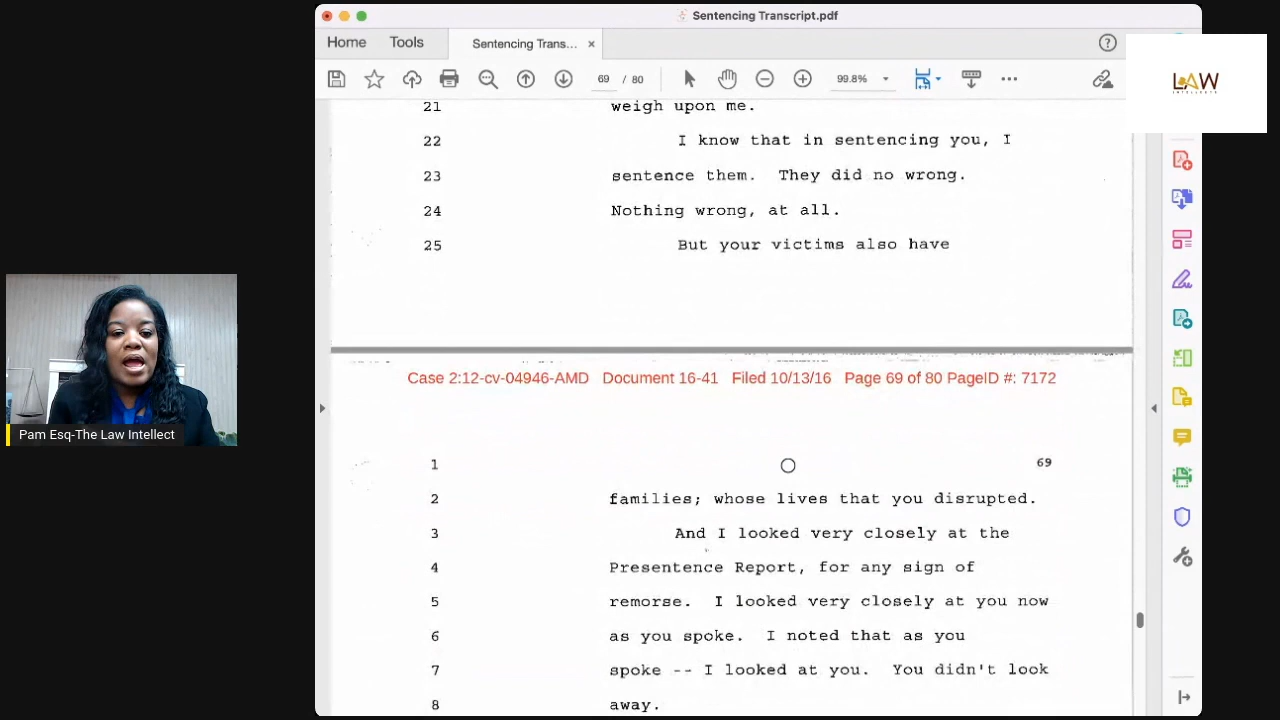 Sentencing Transcript.pdf
Home Tools Sentencing Trans... ×
69 / 80 99.8%
LAW
INTELLECT
21 weigh upon me.
22 I know that in sentencing you, I
23 sentence them. They did no wrong.
24 Nothing wrong, at all.
25 But your victims also have
Case 2:12-cv-04946-AMD Document 16-41 Filed 10/13/16 Page 69 of 80 PageID #: 7172
1 69
2 families; whose lives that you disrupted.
3 And I looked very closely at the
4 Presentence Report, for any sign of
5 remorse. I looked very closely at you now
6 as you spoke. I noted that as you
7 spoke -- I looked at you. You didn't look
8 away.
Pam Esq-The Law Intellect